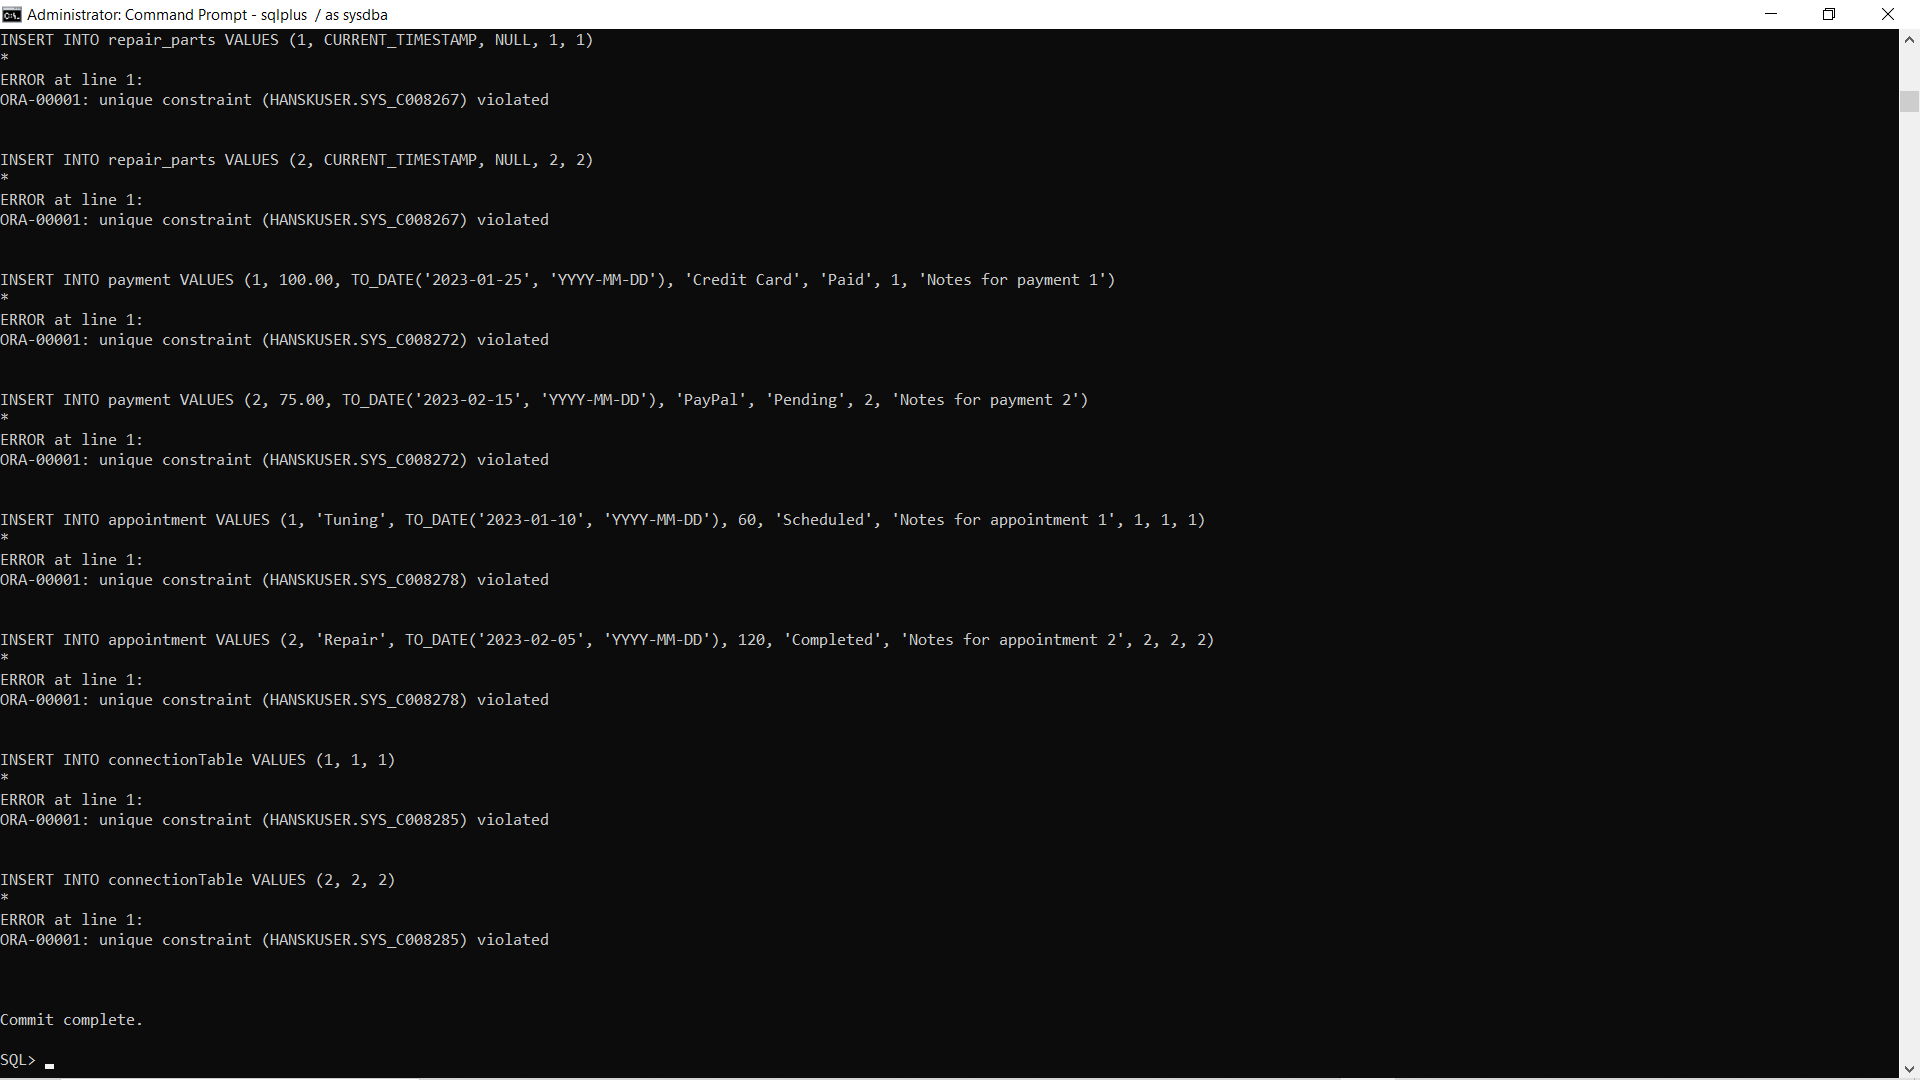 Administrator: Command Prompt - sqlplus  / as sysdba
INSERT INTO repair_parts VALUES (1, CURRENT_TIMESTAMP, NULL, 1, 1)
*
ERROR at line 1:
ORA-00001: unique constraint (HANSKUSER.SYS_C008267) violated
INSERT INTO repair_parts VALUES (2, CURRENT_TIMESTAMP, NULL, 2, 2)
*
ERROR at line 1:
ORA-00001: unique constraint (HANSKUSER.SYS_C008267) violated
INSERT INTO payment VALUES (1, 100.00, TO_DATE('2023-01-25', 'YYYY-MM-DD'), 'Credit Card', 'Paid', 1, 'Notes for payment 1')
*
ERROR at line 1:
ORA-00001: unique constraint (HANSKUSER.SYS_C008272) violated
INSERT INTO payment VALUES (2, 75.00, TO_DATE('2023-02-15', 'YYYY-MM-DD'), 'PayPal', 'Pending', 2, 'Notes for payment 2')
*
ERROR at line 1:
ORA-00001: unique constraint (HANSKUSER.SYS_C008272) violated
INSERT INTO appointment VALUES (1, 'Tuning', TO_DATE('2023-01-10', 'YYYY-MM-DD'), 60, 'Scheduled', 'Notes for appointment 1', 1, 1, 1)
*
ERROR at line 1:
ORA-00001: unique constraint (HANSKUSER.SYS_C008278) violated
INSERT INTO appointment VALUES (2, 'Repair', TO_DATE('2023-02-05', 'YYYY-MM-DD'), 120, 'Completed', 'Notes for appointment 2', 2, 2, 2)
*
ERROR at line 1:
ORA-00001: unique constraint (HANSKUSER.SYS_C008278) violated
INSERT INTO connectionTable VALUES (1, 1, 1)
*
ERROR at line 1:
ORA-00001: unique constraint (HANSKUSER.SYS_C008285) violated
INSERT INTO connectionTable VALUES (2, 2, 2)
*
ERROR at line 1:
ORA-00001: unique constraint (HANSKUSER.SYS_C008285) violated
Commit complete.
SQL>